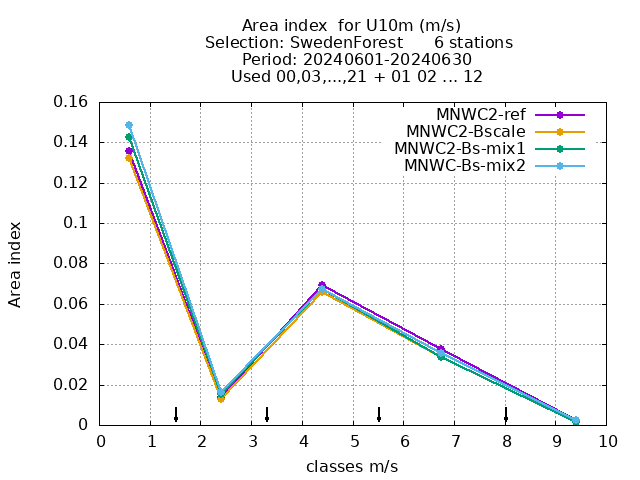 Area index  for U10m (m/s)
Selection: SwedenForest      6 stations
Period: 20240601-20240630
Used 00,03,...,21 + 01 02 ... 12
MNWC2-ref
MNWC2-Bscale
MNWC2-Bs-mix1
MNWC-Bs-mix2
0.16
0.14
0.12
0.1
0.08
0.06
0.04
0.02
0
Area index
0 1 2 3 4 5 6 7 8 9 10
classes m/s